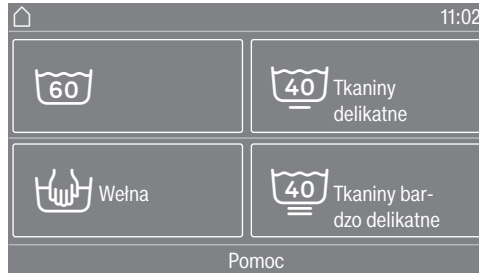 11:02
60
40 Tkaniny
delikatne
Wełna
40 Tkaniny bar-
dzo delikatne
Pomoc